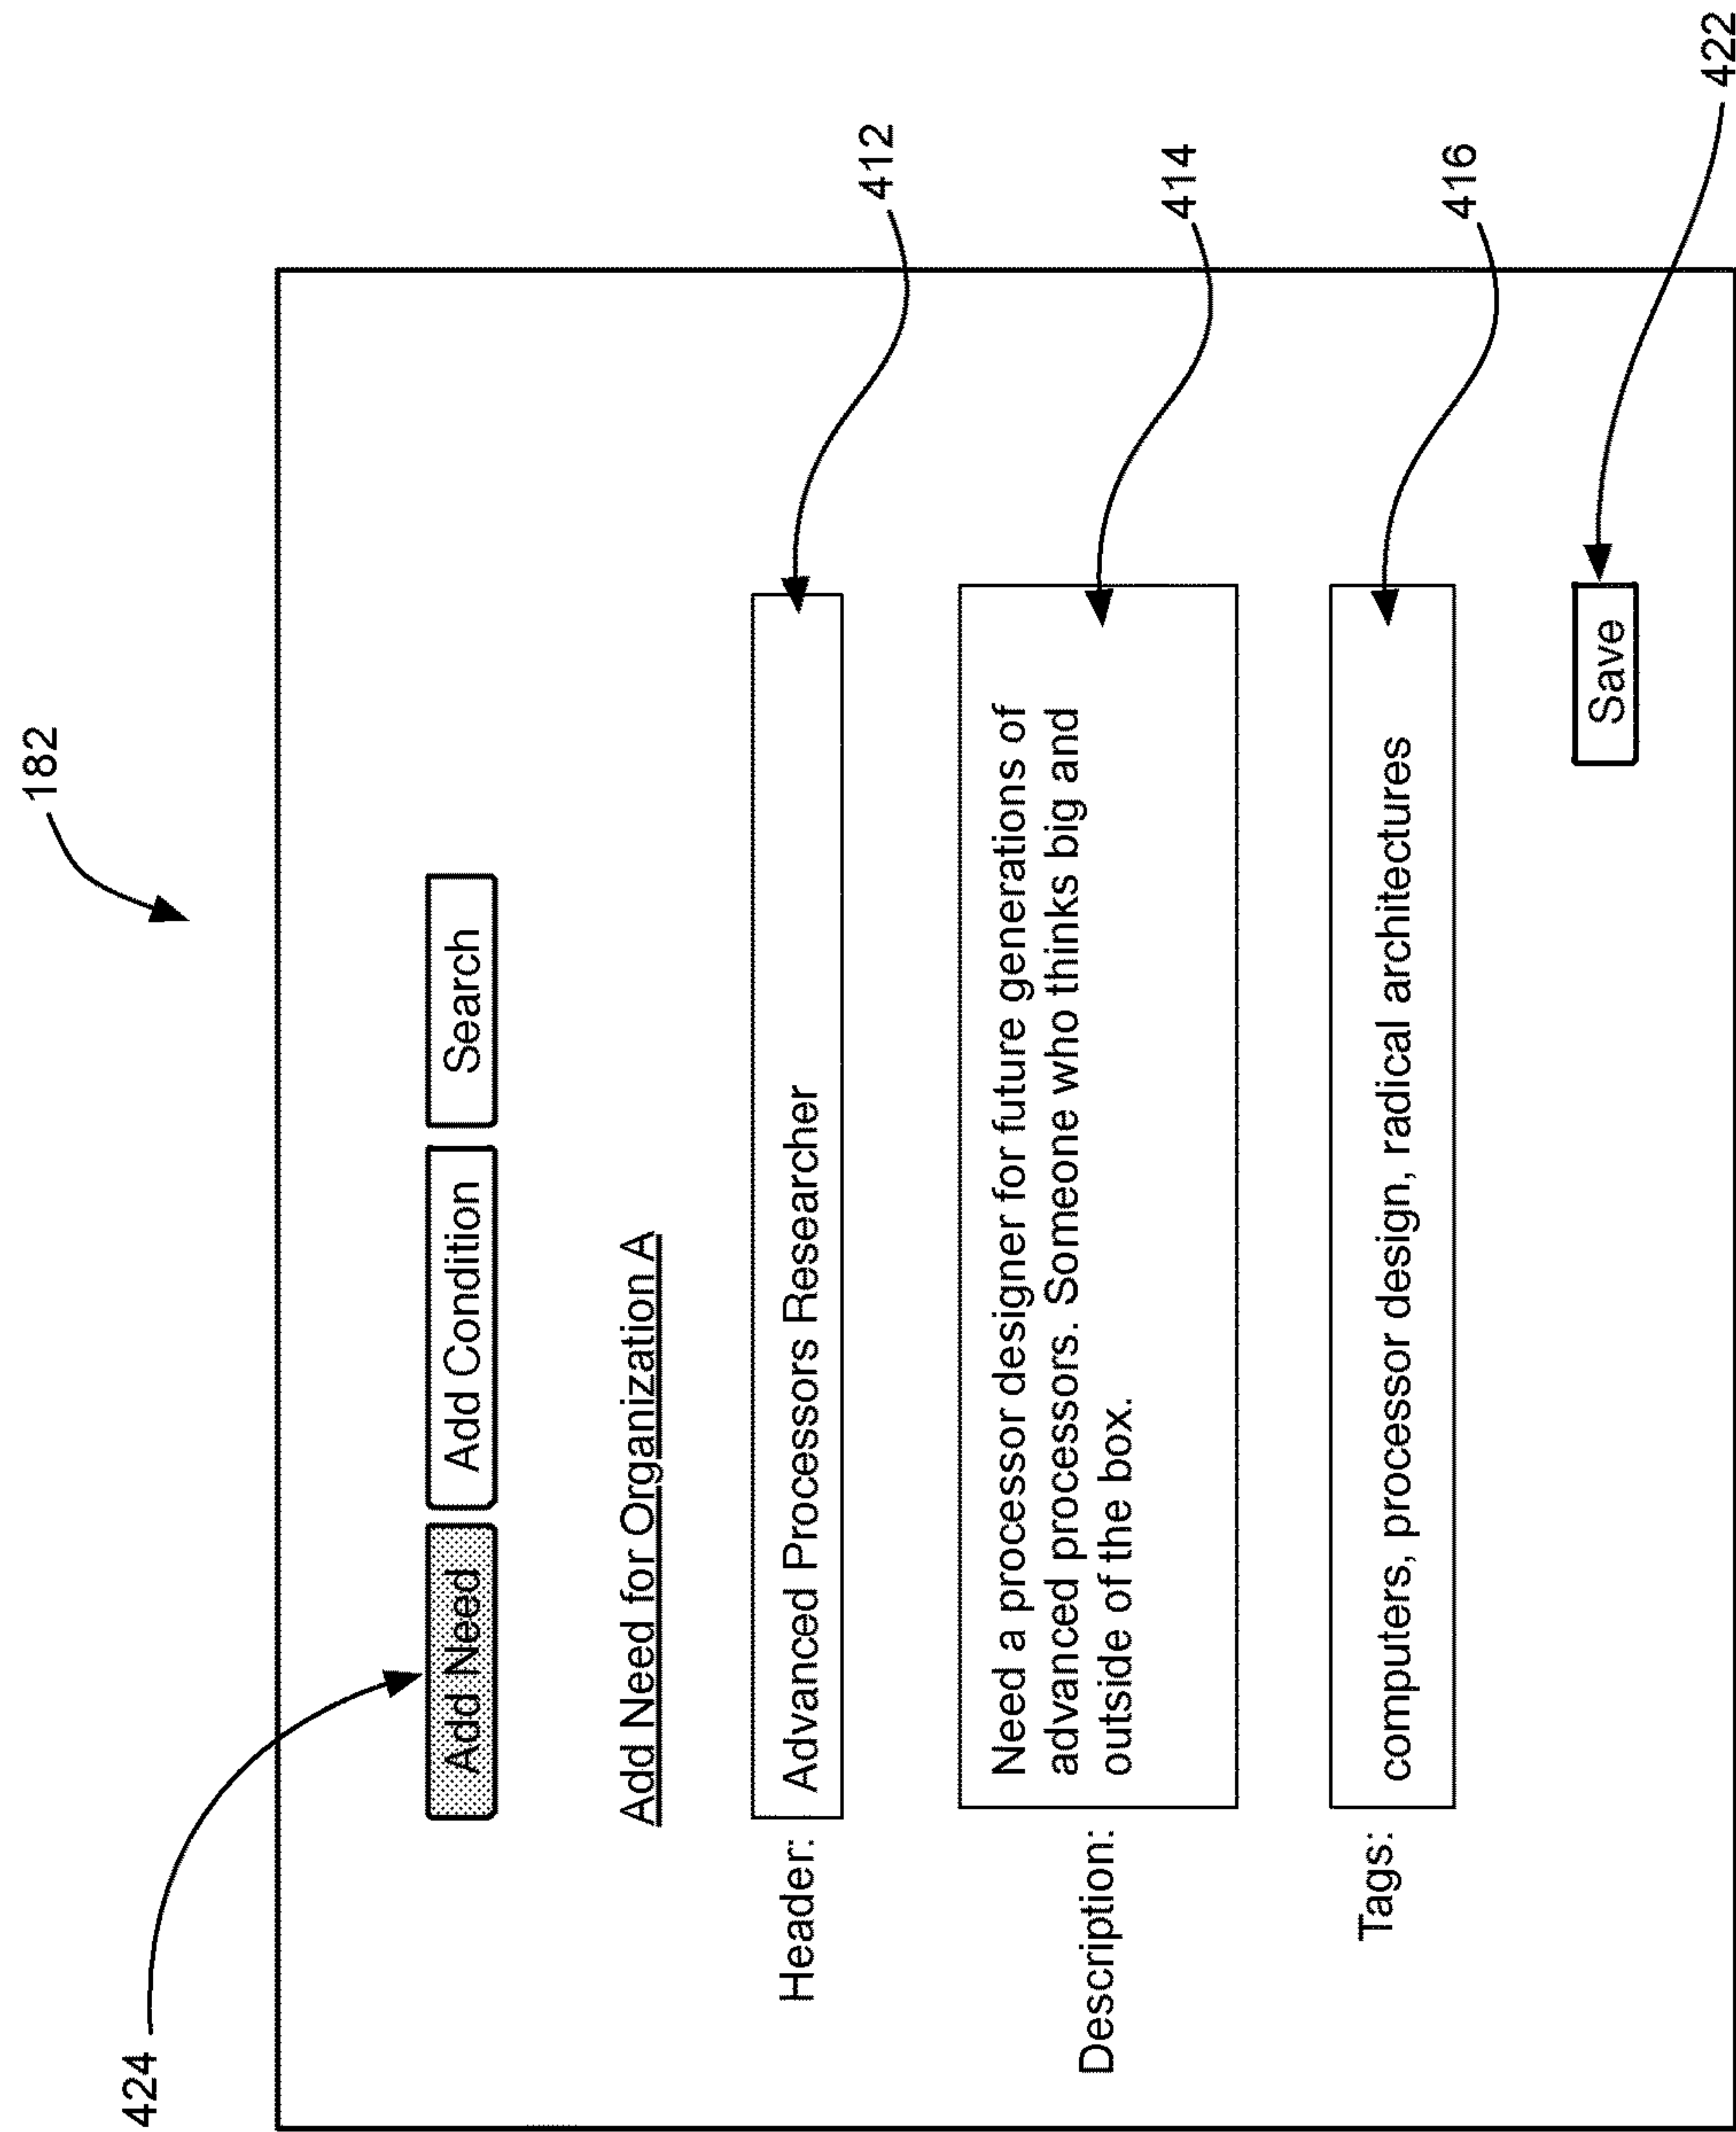 182
424
Add Need Add Condition Search
Add Need for Organization A
Header: Advanced Processors Researcher
412
Description: Need a processor designer for future generations of
advanced processors. Someone who thinks big and
outside of the box.
414
Tags: computers, processor design, radical architectures
416
Save
422